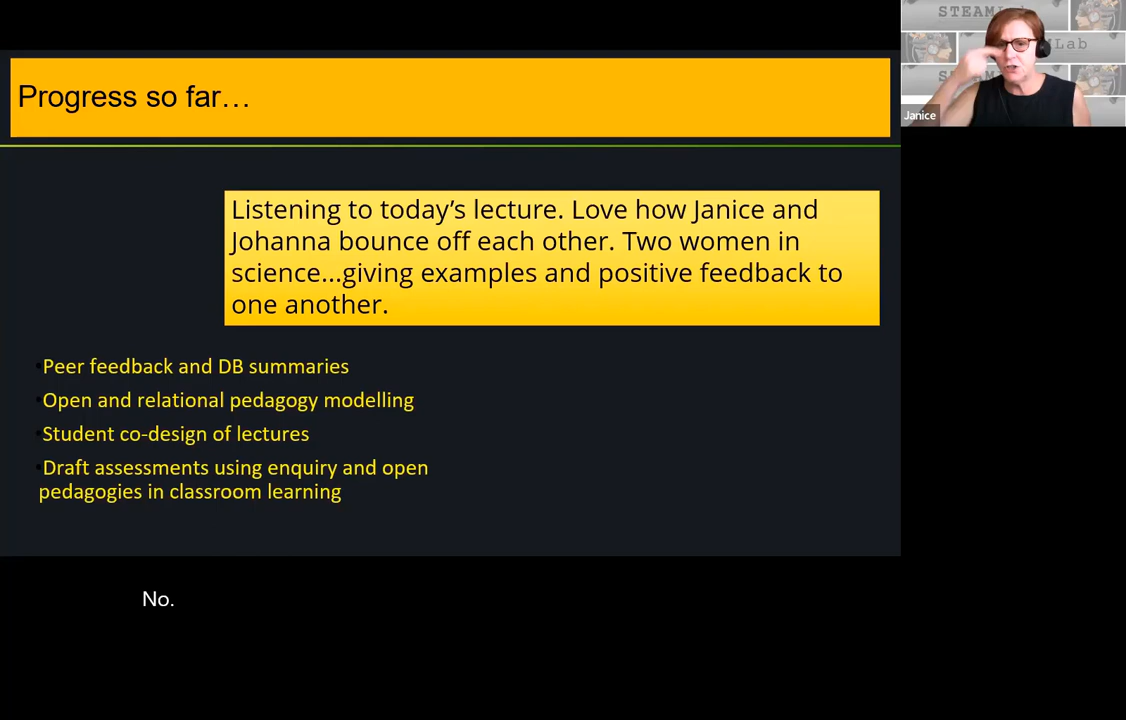 STEAM
Lab
Janice
Progress so far…
Listening to today’s lecture. Love how Janice and
Johanna bounce off each other. Two women in
science…giving examples and positive feedback to
one another.
•Peer feedback and DB summaries
•Open and relational pedagogy modelling
•Student co-design of lectures
•Draft assessments using enquiry and open
pedagogies in classroom learning
No.